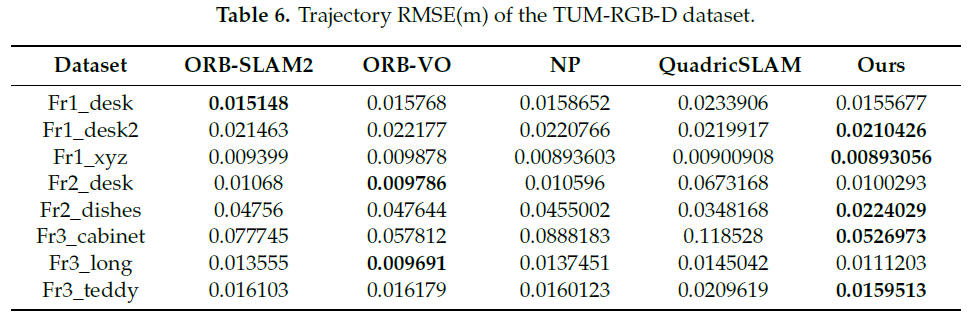 Table 6. Trajectory RMSE(m) of the TUM-RGB-D dataset.
Dataset ORB-SLAM2 ORB-VO NP QuadricSLAM Ours
Fr1_desk 0.015148 0.015768 0.0158652 0.0233906 0.0155677
Fr1_desk2 0.021463 0.022177 0.0220766 0.0219917 0.0210426
Fr1_xyz 0.009399 0.009878 0.00893603 0.00900908 0.00893056
Fr2_desk 0.01068 0.009786 0.010596 0.0673168 0.0100293
Fr2_dishes 0.04756 0.047644 0.0455002 0.0348168 0.0224029
Fr3_cabinet 0.077745 0.057812 0.0888183 0.118528 0.0526973
Fr3_long 0.013555 0.009691 0.0137451 0.0145042 0.0111203
Fr3_teddy 0.016103 0.016179 0.0160123 0.0209619 0.0159513